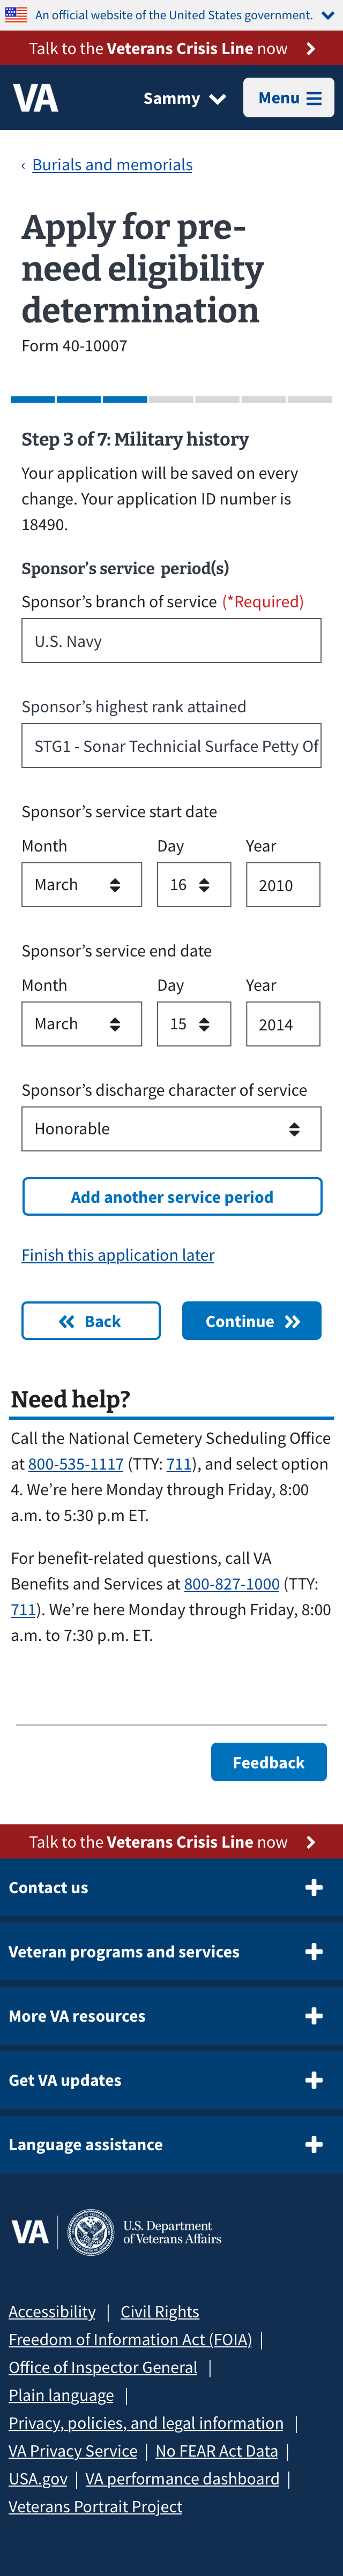 An official website of the United States government.
Talk to the Veterans Crisis Line now
VA
Sammy
Menu
‹ Burials and memorials
Apply for pre-
need eligibility
determination
Form 40-10007
Step 3 of 7: Military history
Your application will be saved on every
change. Your application ID number is
18490.
Sponsor’s service period(s)
Sponsor’s branch of service (*Required)
U.S. Navy
Sponsor’s highest rank attained
STG1 - Sonar Technicial Surface Petty Of
Sponsor’s service start date
Month Day Year
March 16 2010
Sponsor’s service end date
Month Day Year
March 15 2014
Sponsor’s discharge character of service
Honorable
Add another service period
Finish this application later
Back
Continue
Need help?
Call the National Cemetery Scheduling Office
at 800-535-1117 (TTY: 711), and select option
4. We’re here Monday through Friday, 8:00
a.m. to 5:30 p.m ET.
For benefit-related questions, call VA
Benefits and Services at 800-827-1000 (TTY:
711). We’re here Monday through Friday, 8:00
a.m. to 7:30 p.m. ET.
Feedback
Talk to the Veterans Crisis Line now
Contact us
Veteran programs and services
More VA resources
Get VA updates
Language assistance
VA
U.S. Department
of Veterans Affairs
Accessibility | Civil Rights
Freedom of Information Act (FOIA) |
Office of Inspector General |
Plain language |
Privacy, policies, and legal information |
VA Privacy Service | No FEAR Act Data |
USA.gov | VA performance dashboard |
Veterans Portrait Project